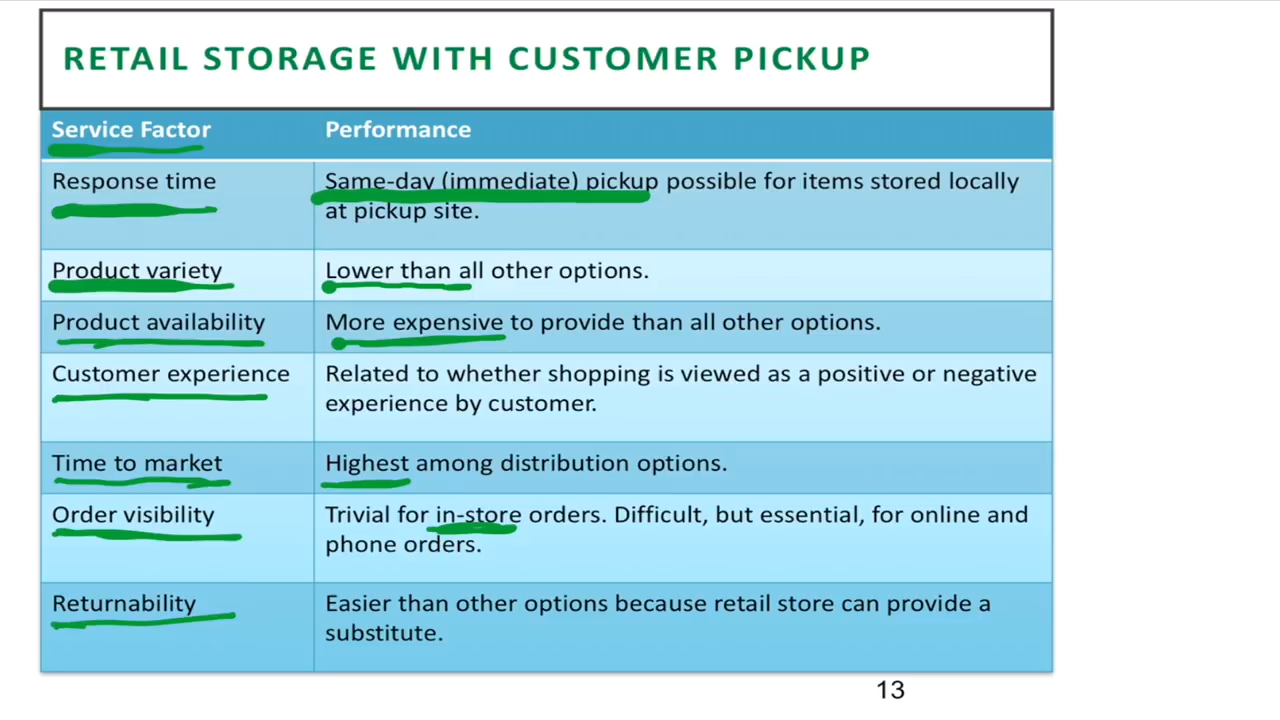 RETAIL STORAGE WITH CUSTOMER PICKUP
Service Factor Performance
Response time Same-day (immediate) pickup possible for items stored locally
at pickup site.
Product variety Lower than all other options.
Product availability More expensive to provide than all other options.
Customer experience Related to whether shopping is viewed as a positive or negative
experience by customer.
Time to market Highest among distribution options.
Order visibility Trivial for in-store orders. Difficult, but essential, for online and
phone orders.
Returnability Easier than other options because retail store can provide a
substitute.
13